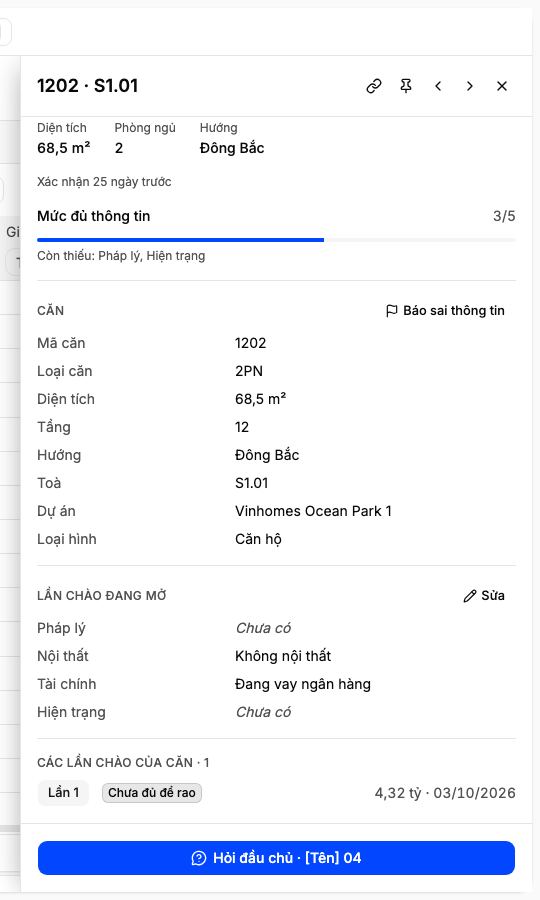 1202 · S1.01
Diện tích Phòng ngủ Hướng
68,5 m² 2 Đông Bắc
Xác nhận 25 ngày trước
Mức đủ thông tin 3/5
Còn thiếu: Pháp lý, Hiện trạng
Gi
CĂN Báo sai thông tin
Mã căn 1202
Loại căn 2PN
Diện tích 68,5 m²
Tầng 12
Hướng Đông Bắc
Toà S1.01
Dự án Vinhomes Ocean Park 1
Loại hình Căn hộ
LẦN CHÀO ĐANG MỞ Sửa
Pháp lý Chưa có
Nội thất Không nội thất
Tài chính Đang vay ngân hàng
Hiện trạng Chưa có
CÁC LẦN CHÀO CỦA CĂN · 1
Lần 1 Chưa đủ để rao 4,32 tỷ · 03/10/2026
Hỏi đầu chủ · [Tên] 04